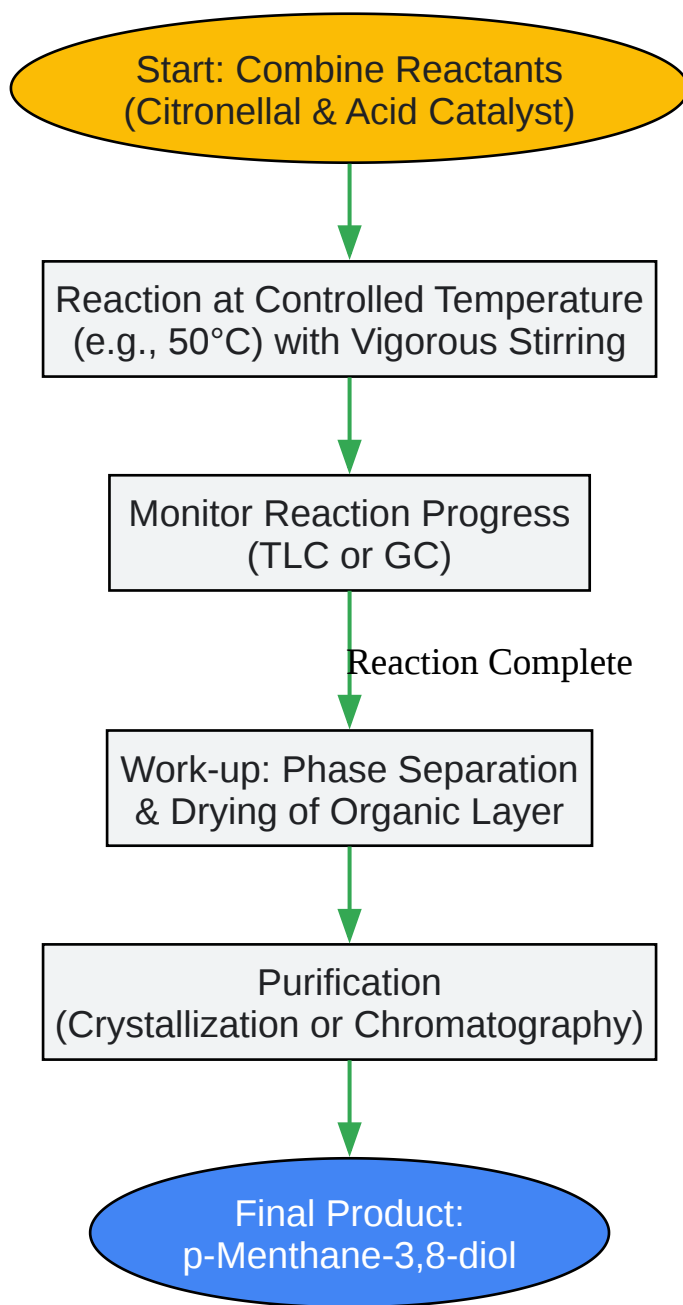 Start: Combine Reactants
(Citronellal & Acid Catalyst)
Reaction at Controlled Temperature
(e.g., 50°C) with Vigorous Stirring
Monitor Reaction Progress
(TLC or GC)
Reaction Complete
Work-up: Phase Separation
& Drying of Organic Layer
Purification
(Crystallization or Chromatography)
Final Product:
p-Menthane-3,8-diol